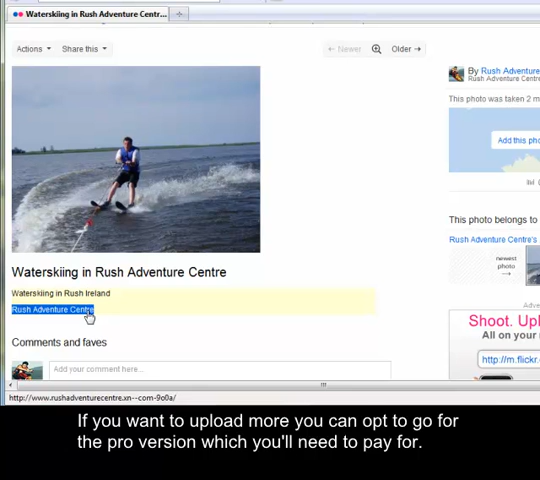 Waterskiing in Rush Adventure Centr...
Actions
Share this
Newer
Older
By Rush Adventure
Rush Adventure Centre
This photo was taken 2 m
Add this pho
Waterskiing in Rush Adventure Centre
Waterskiing in Rush Ireland
Rush Adventure Centre
This photo belongs to
Rush Adventure Centre's
newest
photo
Adve
Shoot. Upl
All on your
http://m.flickr.
Comments and faves
Add your comment here...
http://www.rushadventurecentre.xn--com-9o0a/
If you want to upload more you can opt to go for
the pro version which you'll need to pay for.